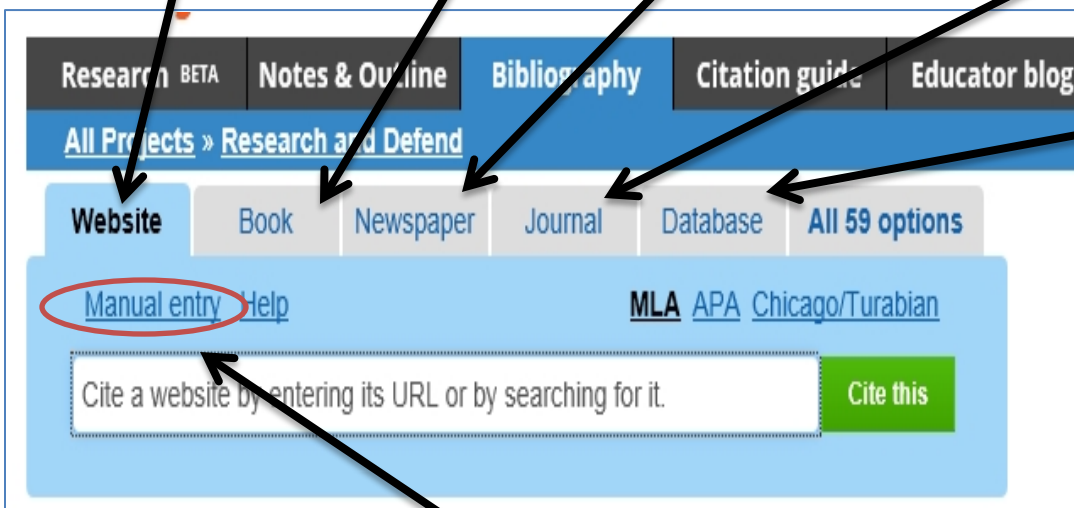 Research BETA Notes & Outline Bibliography Citation guide Educator blog
All Projects » Research and Defend
Website Book Newspaper Journal Database All 59 options
Manual entry Help MLA APA Chicago/Turabian
Cite a website by entering its URL or by searching for it. Cite this